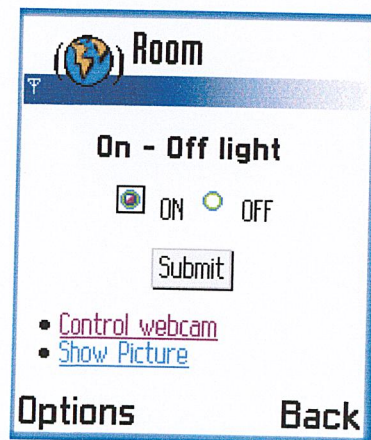 Room
On - Off light
ON OFF
Submit
Control webcam
Show Picture
Options Back